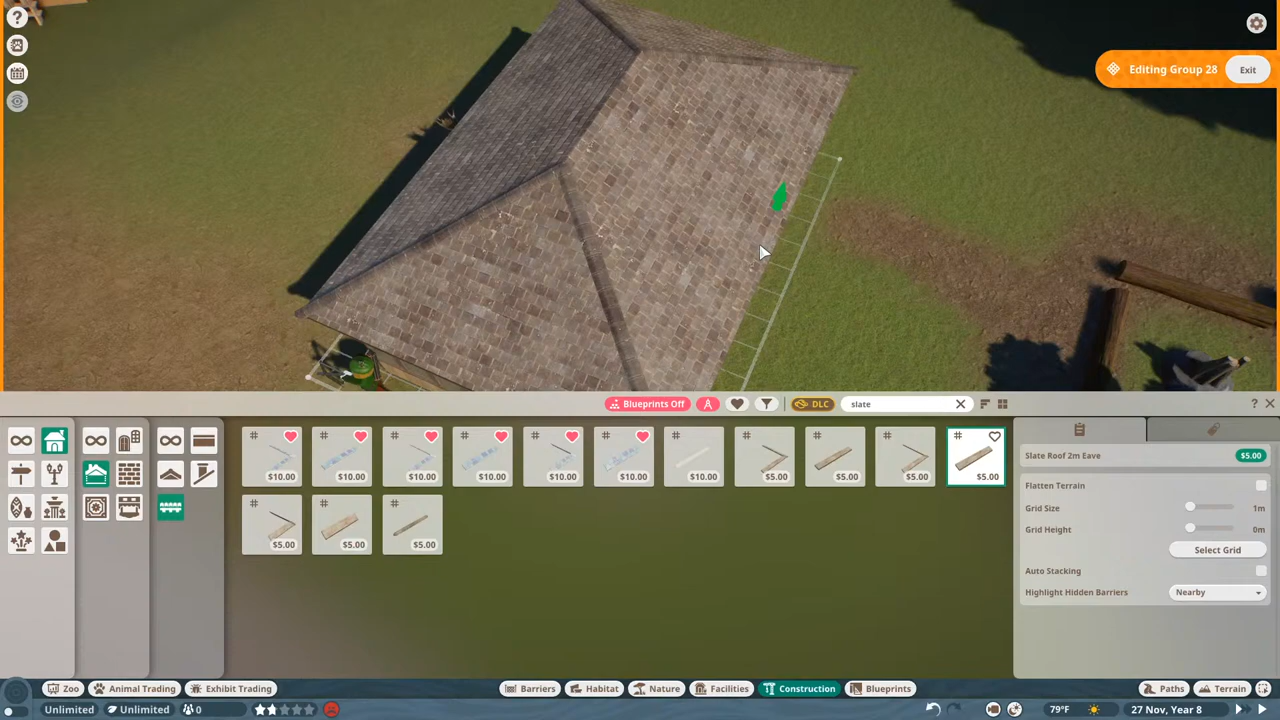 ?
Editing Group 28
Exit
Blueprints Off
DLC
slate
?
$10.00
$10.00
$10.00
$10.00
$10.00
$10.00
$10.00
$5.00
$5.00
$5.00
$5.00
$5.00
$5.00
$5.00
Slate Roof 2m Eave
$5.00
Flatten Terrain
Grid Size
1m
Grid Height
0m
Select Grid
Auto Stacking
Highlight Hidden Barriers
Nearby
Zoo
Animal Trading
Exhibit Trading
Barriers
Habitat
Nature
Facilities
Construction
Blueprints
Paths
Terrain
Unlimited
Unlimited
0
79°F
27 Nov, Year 8